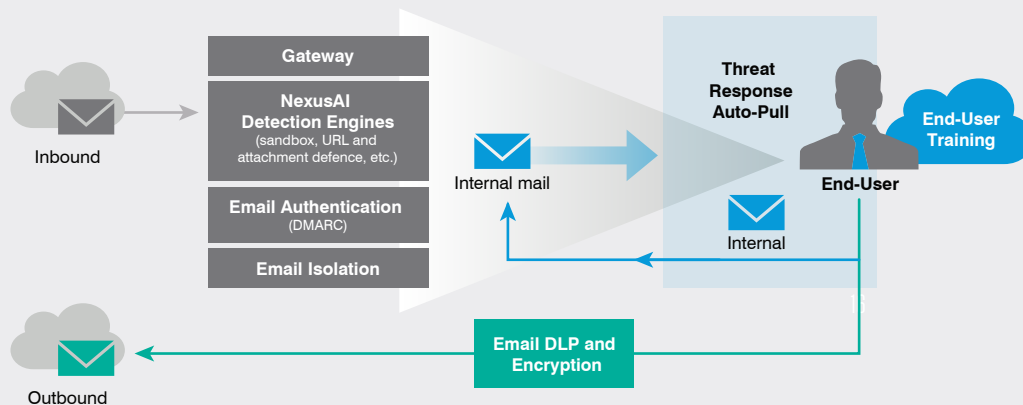 Gateway
NexusAI
Detection Engines
(sandbox, URL and
attachment defence, etc.)
Email Authentication
(DMARC)
Email Isolation
Inbound
Internal mail
Threat
Response
Auto-Pull
End-User
Training
End-User
Internal
16
Email DLP and
Encryption
Outbound